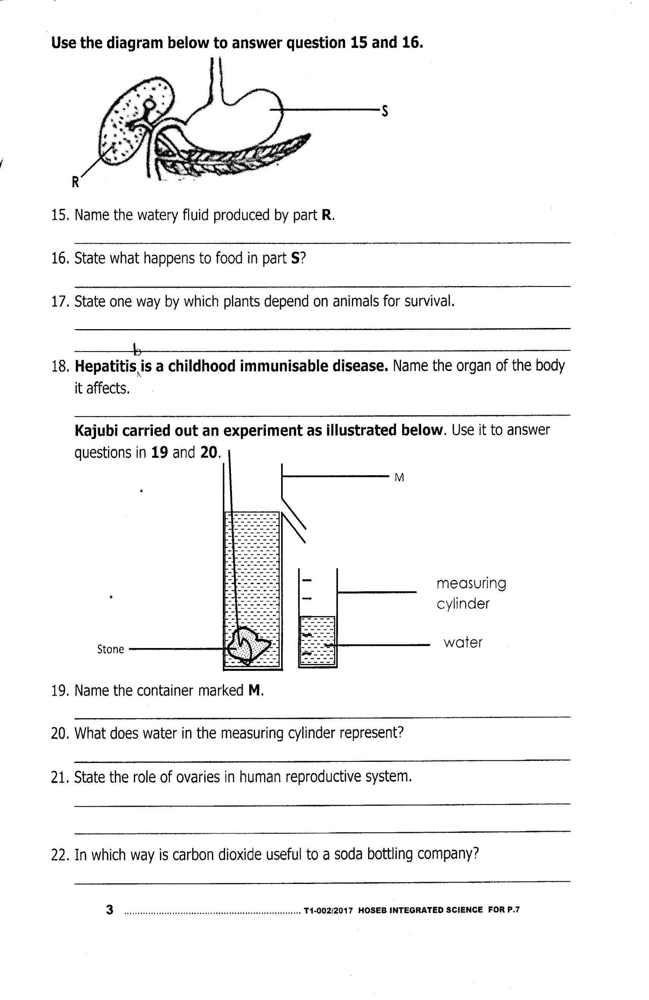 Use the diagram below to answer question 15 and 16.
S
R
15. Name the watery fluid produced by part R.
16. State what happens to food in part S?
17. State one way by which plants depend on animals for survival.
b
18. Hepatitis is a childhood immunisable disease. Name the organ of the body
it affects.
Kajubi carried out an experiment as illustrated below. Use it to answer
questions in 19 and 20.
M
measuring
cylinder
water
Stone
19. Name the container marked M.
20. What does water in the measuring cylinder represent?
21. State the role of ovaries in human reproductive system.
22. In which way is carbon dioxide useful to a soda bottling company?
3 ................................................................. T1-002/2017 HOSEB INTEGRATED SCIENCE FOR P.7